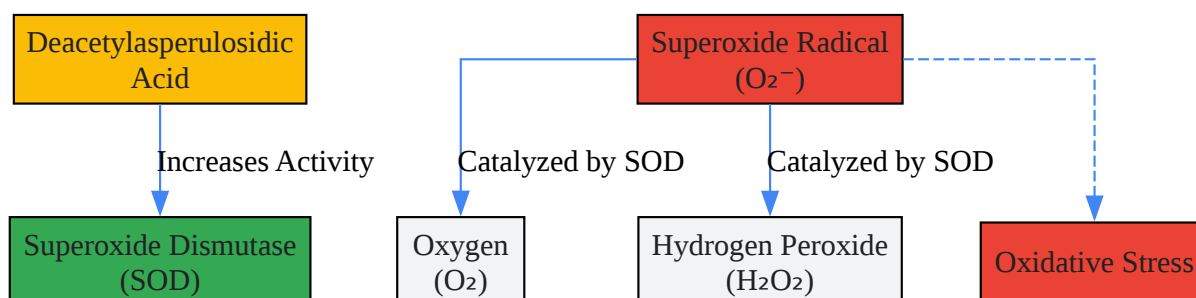 Deacetylasperulosidic
Acid
Superoxide Radical
(O₂⁻)
Increases Activity
Catalyzed by SOD
Catalyzed by SOD
Superoxide Dismutase
(SOD)
Oxygen
(O₂)
Hydrogen Peroxide
(H₂O₂)
Oxidative Stress